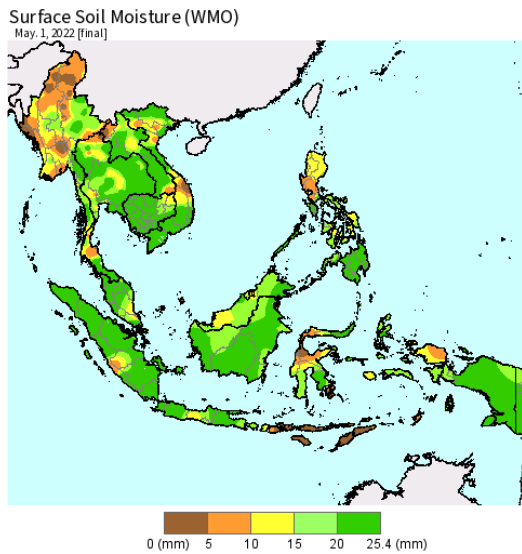 Surface Soil Moisture (WMO)
May. 1, 2022 [final]
0 (mm) 5 10 15 20 25.4 (mm)